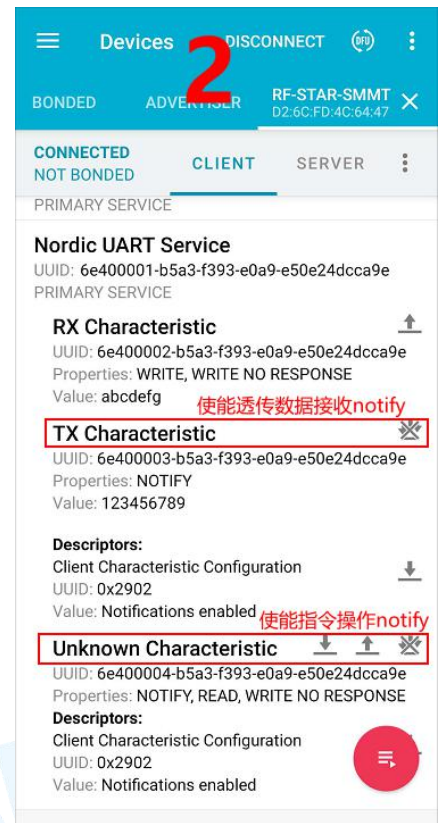 Devices
DISCONNECT
2
BONDED
ADVERTISER
RF-STAR-SMMT
D2:6C:FD:4C:64:47
CONNECTED
NOT BONDED
CLIENT
SERVER
PRIMARY SERVICE
Nordic UART Service
UUID: 6e400001-b5a3-f393-e0a9-e50e24dcca9e
PRIMARY SERVICE
RX Characteristic
UUID: 6e400002-b5a3-f393-e0a9-e50e24dcca9e
Properties: WRITE, WRITE NO RESPONSE
Value: abcdefg
使能透传数据接收notify
TX Characteristic
UUID: 6e400003-b5a3-f393-e0a9-e50e24dcca9e
Properties: NOTIFY
Value: 123456789
Descriptors:
Client Characteristic Configuration
UUID: 0x2902
Value: Notifications enabled
使能指令操作notify
Unknown Characteristic
UUID: 6e400004-b5a3-f393-e0a9-e50e24dcca9e
Properties: NOTIFY, READ, WRITE NO RESPONSE
Descriptors:
Client Characteristic Configuration
UUID: 0x2902
Value: Notifications enabled